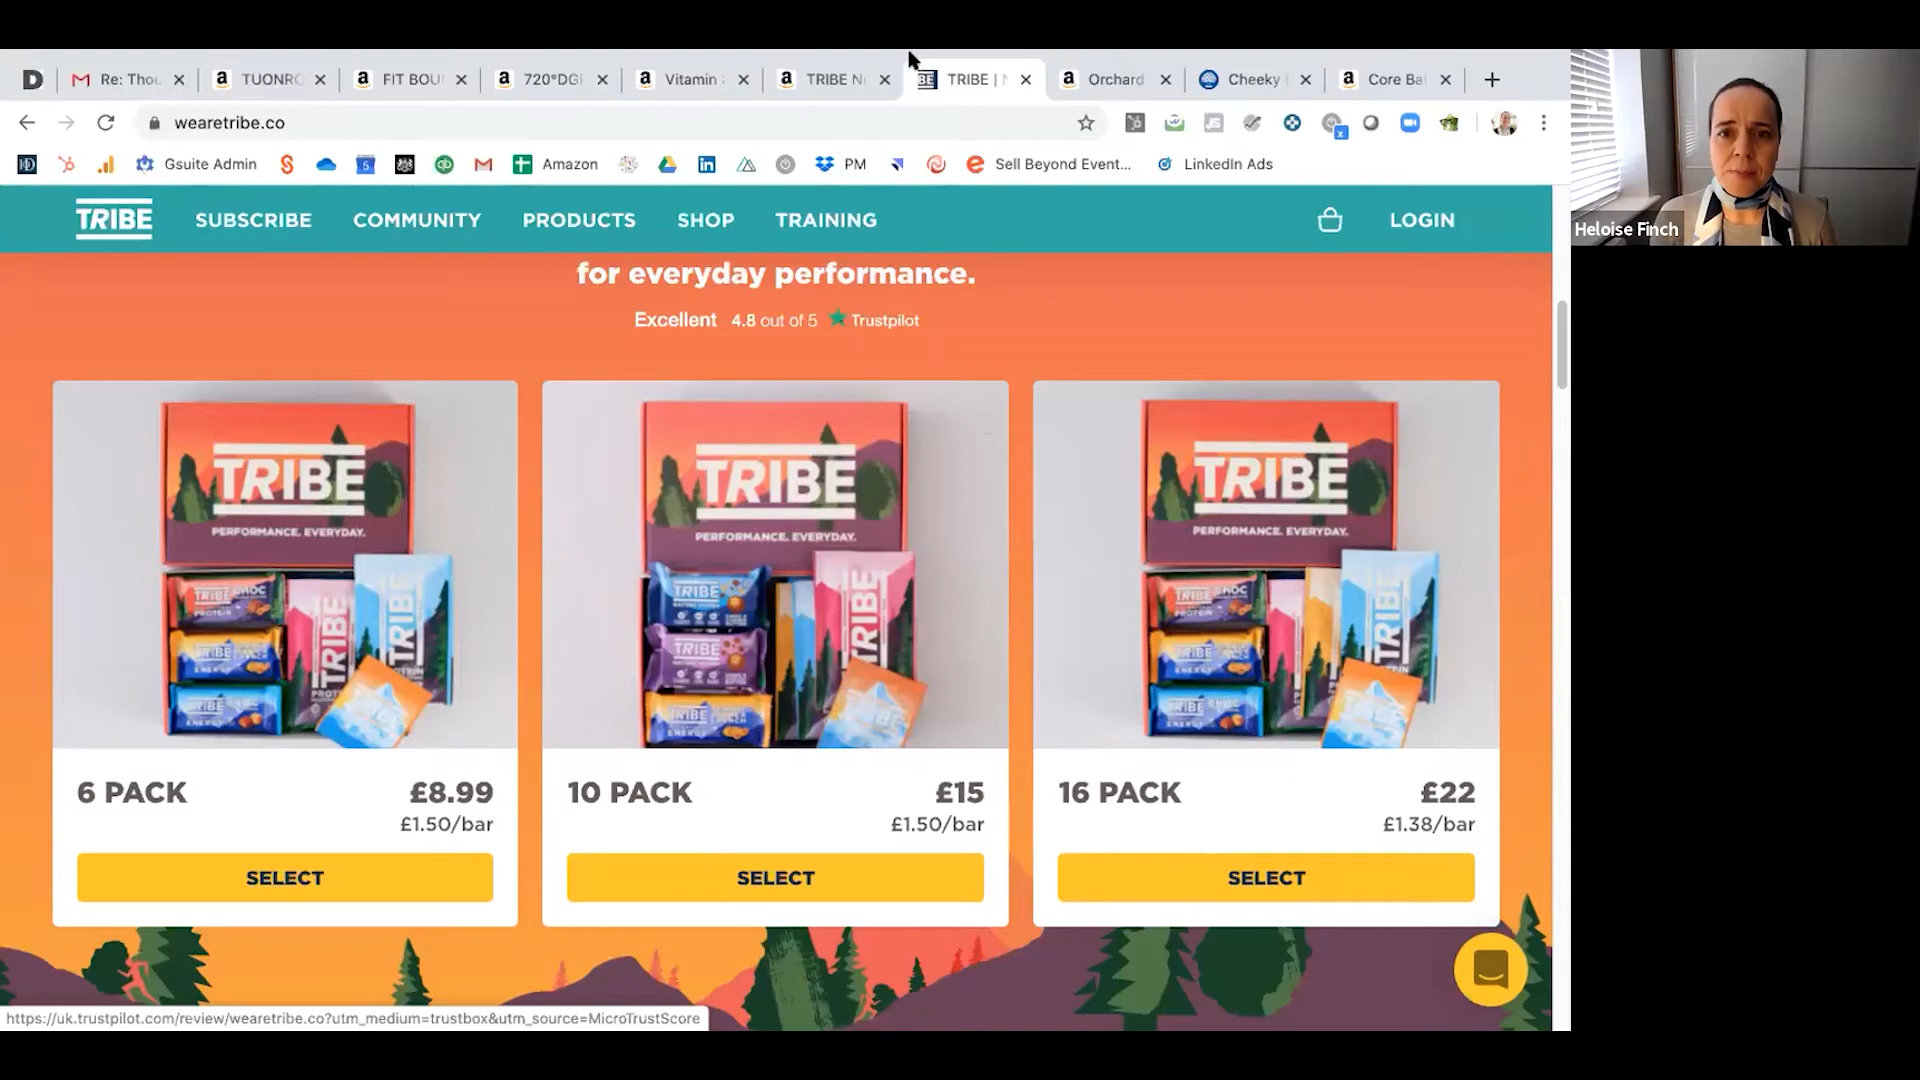 D
Re: Thou
TUONRO
FIT BOU
720°DGR
Vitamin
TRIBE N
TRIBE | N
Orchard
Cheeky
Core Bal
wearetribe.co
Gsuite Admin
Amazon
PM
Sell Beyond Event...
LinkedIn Ads
Heloise Finch
TRIBE
SUBSCRIBE
COMMUNITY
PRODUCTS
SHOP
TRAINING
LOGIN
for everyday performance.
Excellent 4.8 out of 5 Trustpilot
TRIBE
PERFORMANCE. EVERYDAY.
TRIBE
PERFORMANCE. EVERYDAY.
TRIBE
PERFORMANCE. EVERYDAY.
6 PACK £8.99
£1.50/bar
SELECT
10 PACK £15
£1.50/bar
SELECT
16 PACK £22
£1.38/bar
SELECT
https://uk.trustpilot.com/review/wearetribe.co?utm_medium=trustbox&utm_source=MicroTrustScore